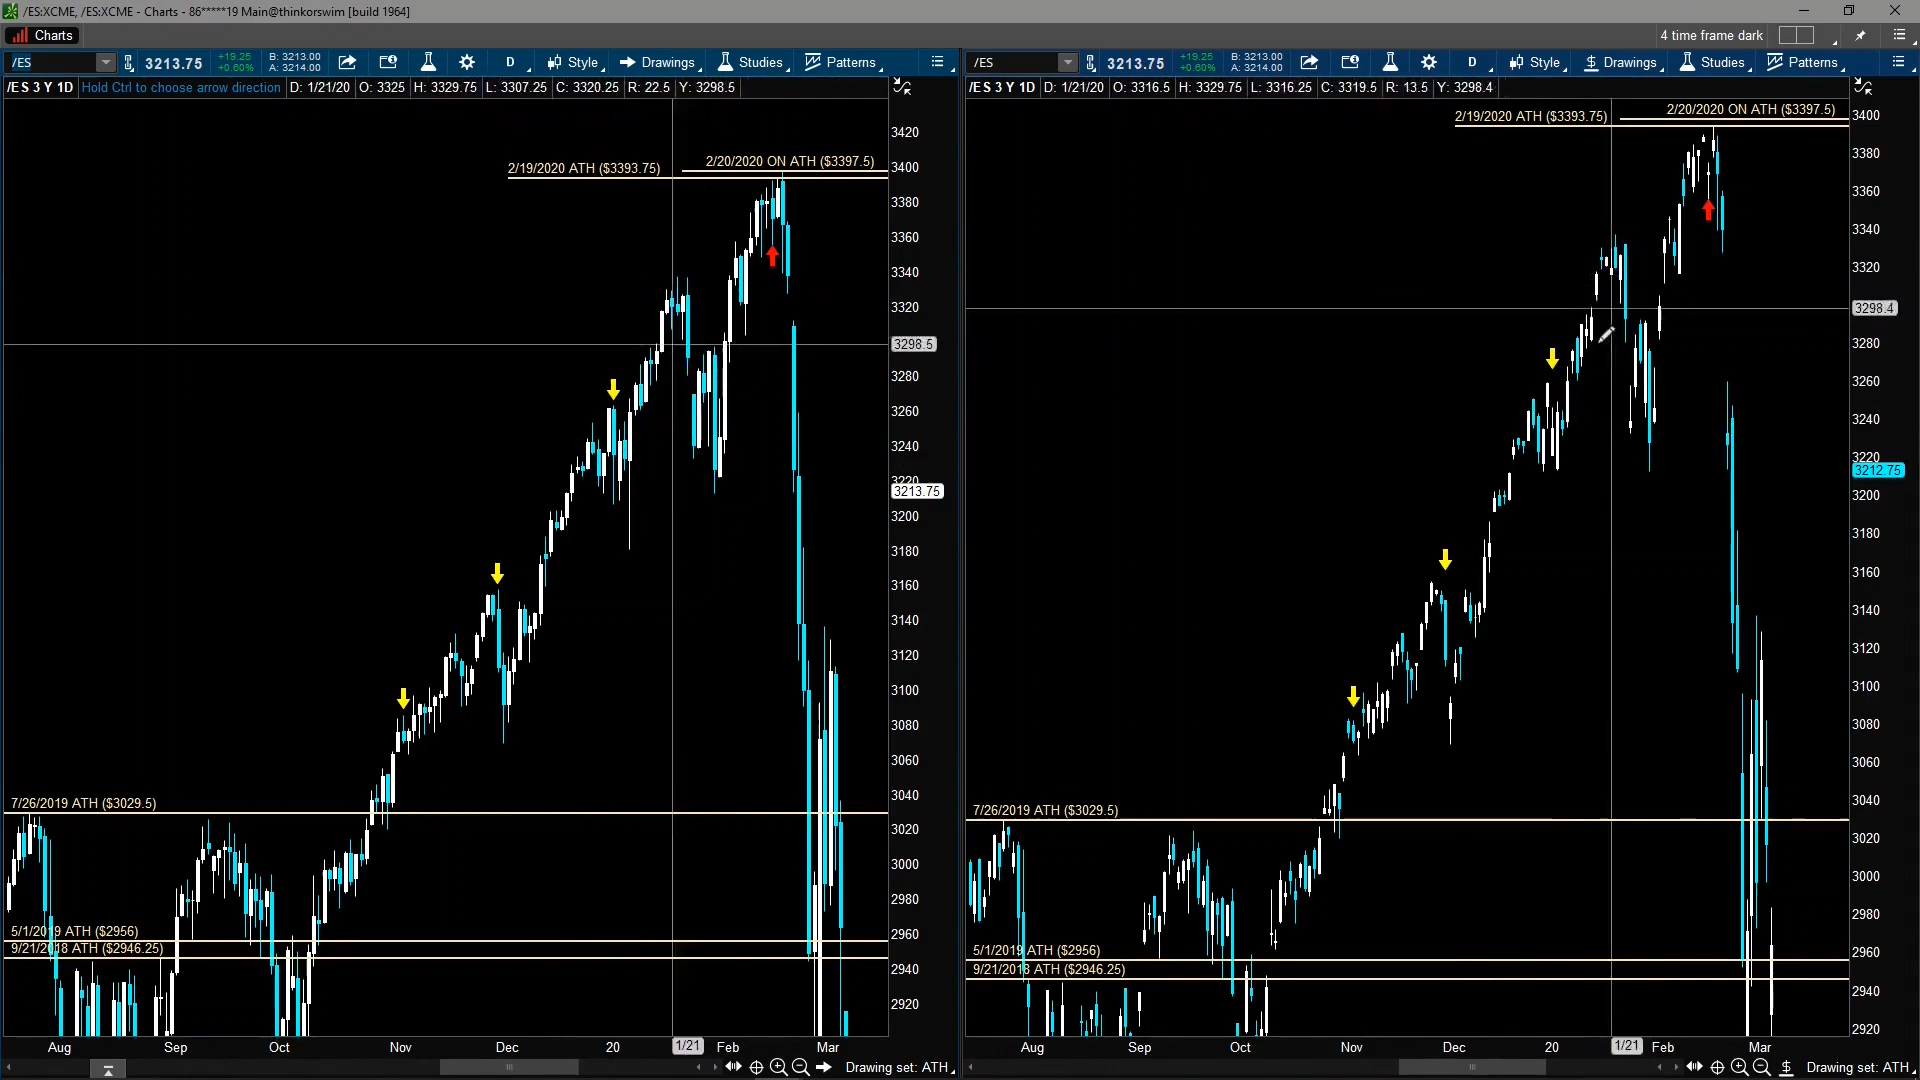 /ES:XCME, /ES:XCME - Charts - 86*****19 Main@thinkorswim [build 1964]
Charts
4 time frame dark
/ES
3213.75
+19.25
+0.60%
B: 3213.00
A: 3214.00
D
Style
Drawings
Studies
Patterns
/ES
3213.75
+19.25
+0.60%
B: 3213.00
A: 3214.00
D
Style
Drawings
Studies
Patterns
/ES 3 Y 1D
Hold Ctrl to choose arrow direction
D: 1/21/20
O: 3325
H: 3329.75
L: 3307.25
C: 3320.25
R: 22.5
Y: 3298.5
/ES 3 Y 1D
D: 1/21/20
O: 3316.5
H: 3329.75
L: 3316.25
C: 3319.5
R: 13.5
Y: 3298.4
2/19/2020 ATH ($3393.75)
2/20/2020 ON ATH ($3397.5)
7/26/2019 ATH ($3029.5)
5/1/2019 ATH ($2956)
9/21/2018 ATH ($2946.25)
3420
3400
3380
3360
3340
3320
3298.5
3280
3260
3240
3220
3213.75
3200
3180
3160
3140
3120
3100
3080
3060
3040
3020
3000
2980
2960
2940
2920
Aug
Sep
Oct
Nov
Dec
20
1/21
Feb
Mar
Drawing set: ATH
2/19/2020 ATH ($3393.75)
2/20/2020 ON ATH ($3397.5)
7/26/2019 ATH ($3029.5)
5/1/2019 ATH ($2956)
9/21/2018 ATH ($2946.25)
3400
3380
3360
3340
3320
3298.4
3280
3260
3240
3220
3212.75
3200
3180
3160
3140
3120
3100
3080
3060
3040
3020
3000
2980
2960
2940
2920
Aug
Sep
Oct
Nov
Dec
20
1/21
Feb
Mar
Drawing set: ATH